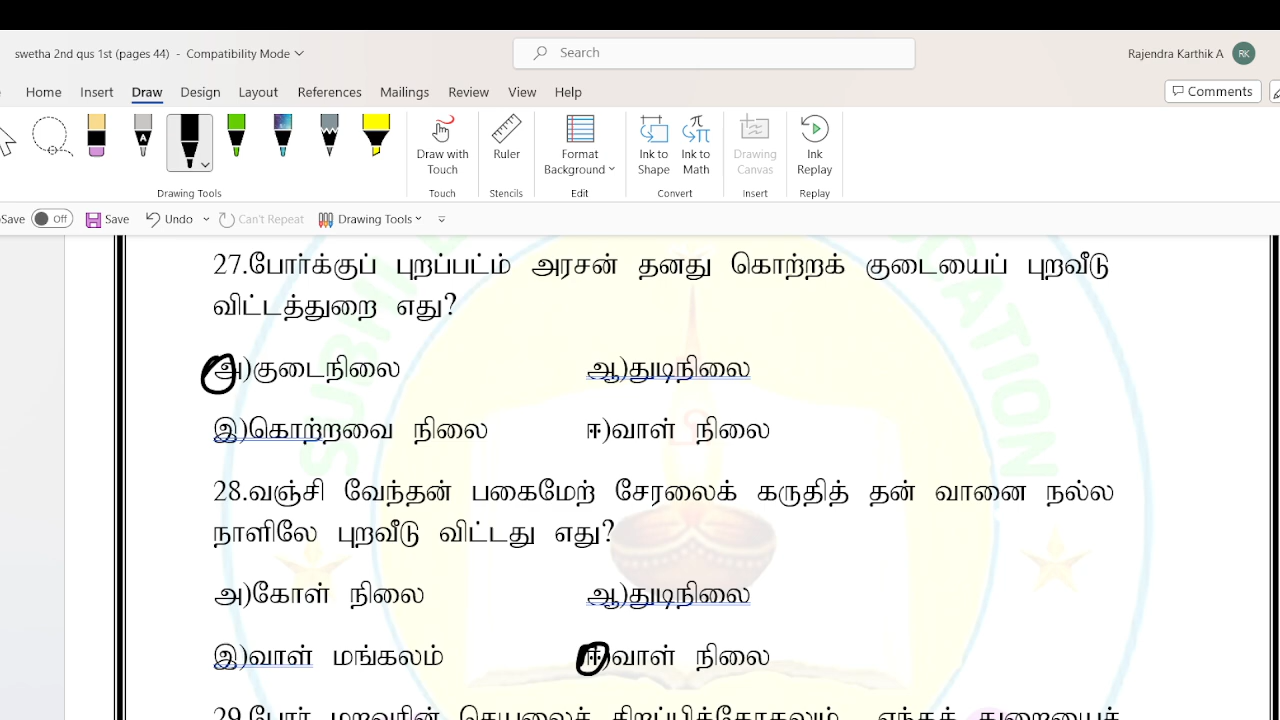 swetha 2nd qus 1st (pages 44) - Compatibility Mode Search Rajendra Karthik A RK
Home Insert Draw Design Layout References Mailings Review View Help Comments
Draw with Touch Ruler Format Background Ink to Shape Ink to Math Drawing Canvas Ink Replay
Drawing Tools Touch Stencils Edit Convert Insert Replay
Save Off Save Undo Can't Repeat Drawing Tools
27.போர்க்குப் புறப்பட்ம் அரசன் தனது கொற்றக் குடையைப் புறவீடு
விட்டத்துறை எது?
அ)குடைநிலை ஆ)துடிநிலை
இ)கொற்றவை நிலை ஈ)வாள் நிலை
28.வஞ்சி வேந்தன் பகைமேற் சேரலைக் கருதித் தன் வானை நல்ல
நாளிலே புறவீடு விட்டது எது?
அ)கோள் நிலை ஆ)துடிநிலை
இ)வாள் மங்கலம் ஈ)வாள் நிலை
29.போர் மறவரின் செயலைச்